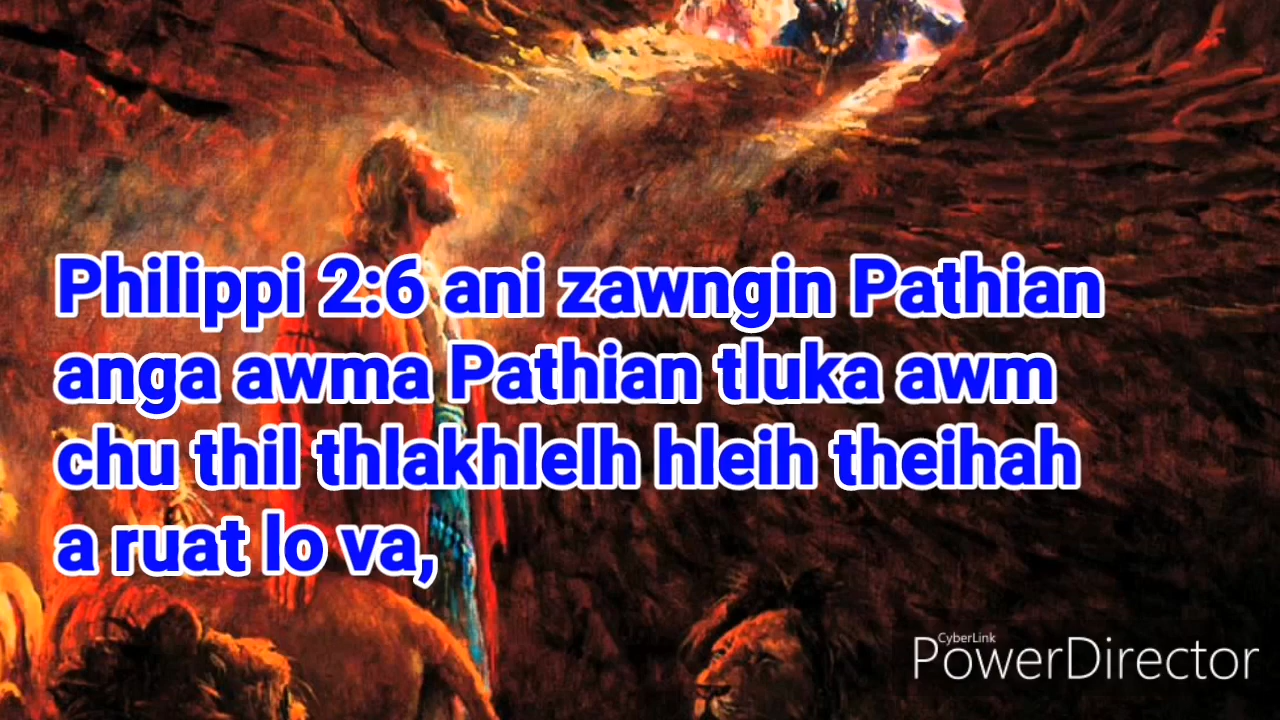 Philippi 2:6 ani zawngin Pathian
anga awma Pathian tluka awm
chu thil thlakhlelh hleih theihah
a ruat lo va,
CyberLink
PowerDirector